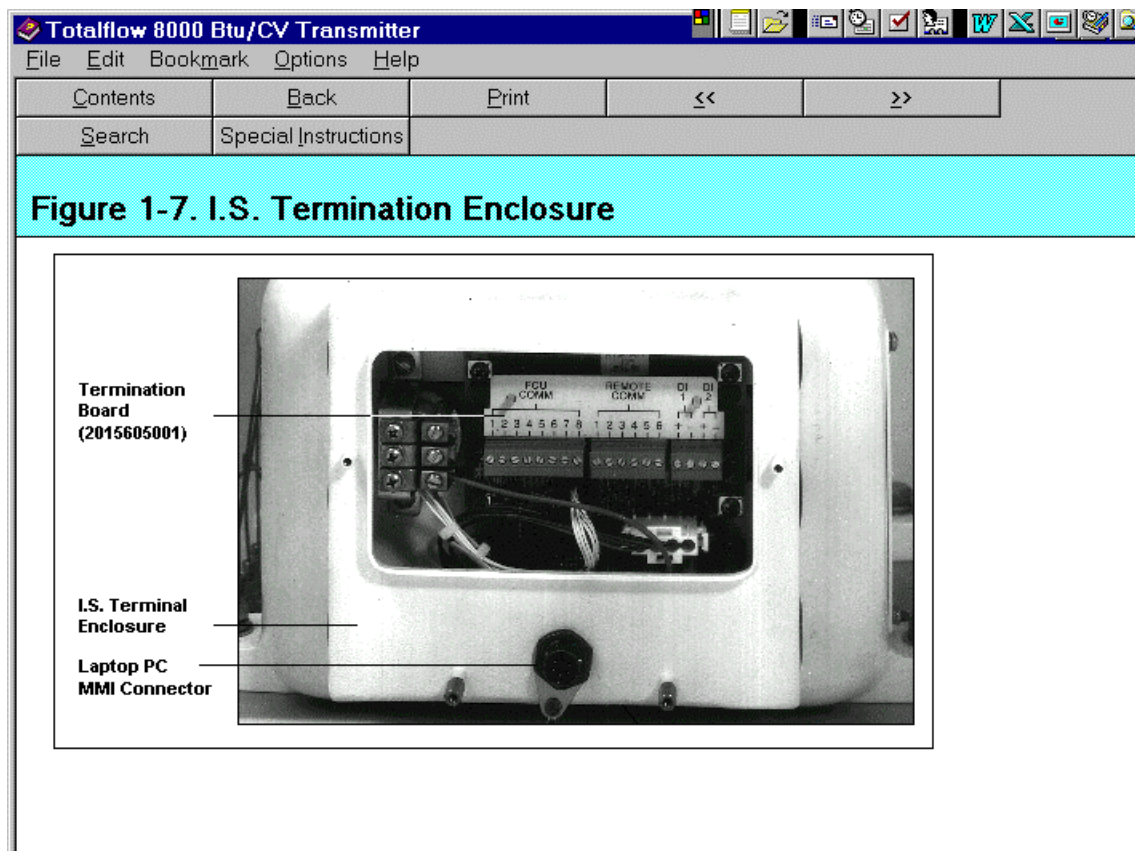 Totalflow 8000 Btu/CV Transmitter
File Edit Bookmark Options Help
Contents Back Print << >>
Search Special Instructions
Figure 1-7. I.S. Termination Enclosure
Termination
Board
(2015605001)
FCU
COMM
REMOTE
COMM
DI
1
DI
2
1 2 3 4 5 6 7 8
1 2 3 4 5 6
+ - + -
1
I.S. Terminal
Enclosure
Laptop PC
MMI Connector